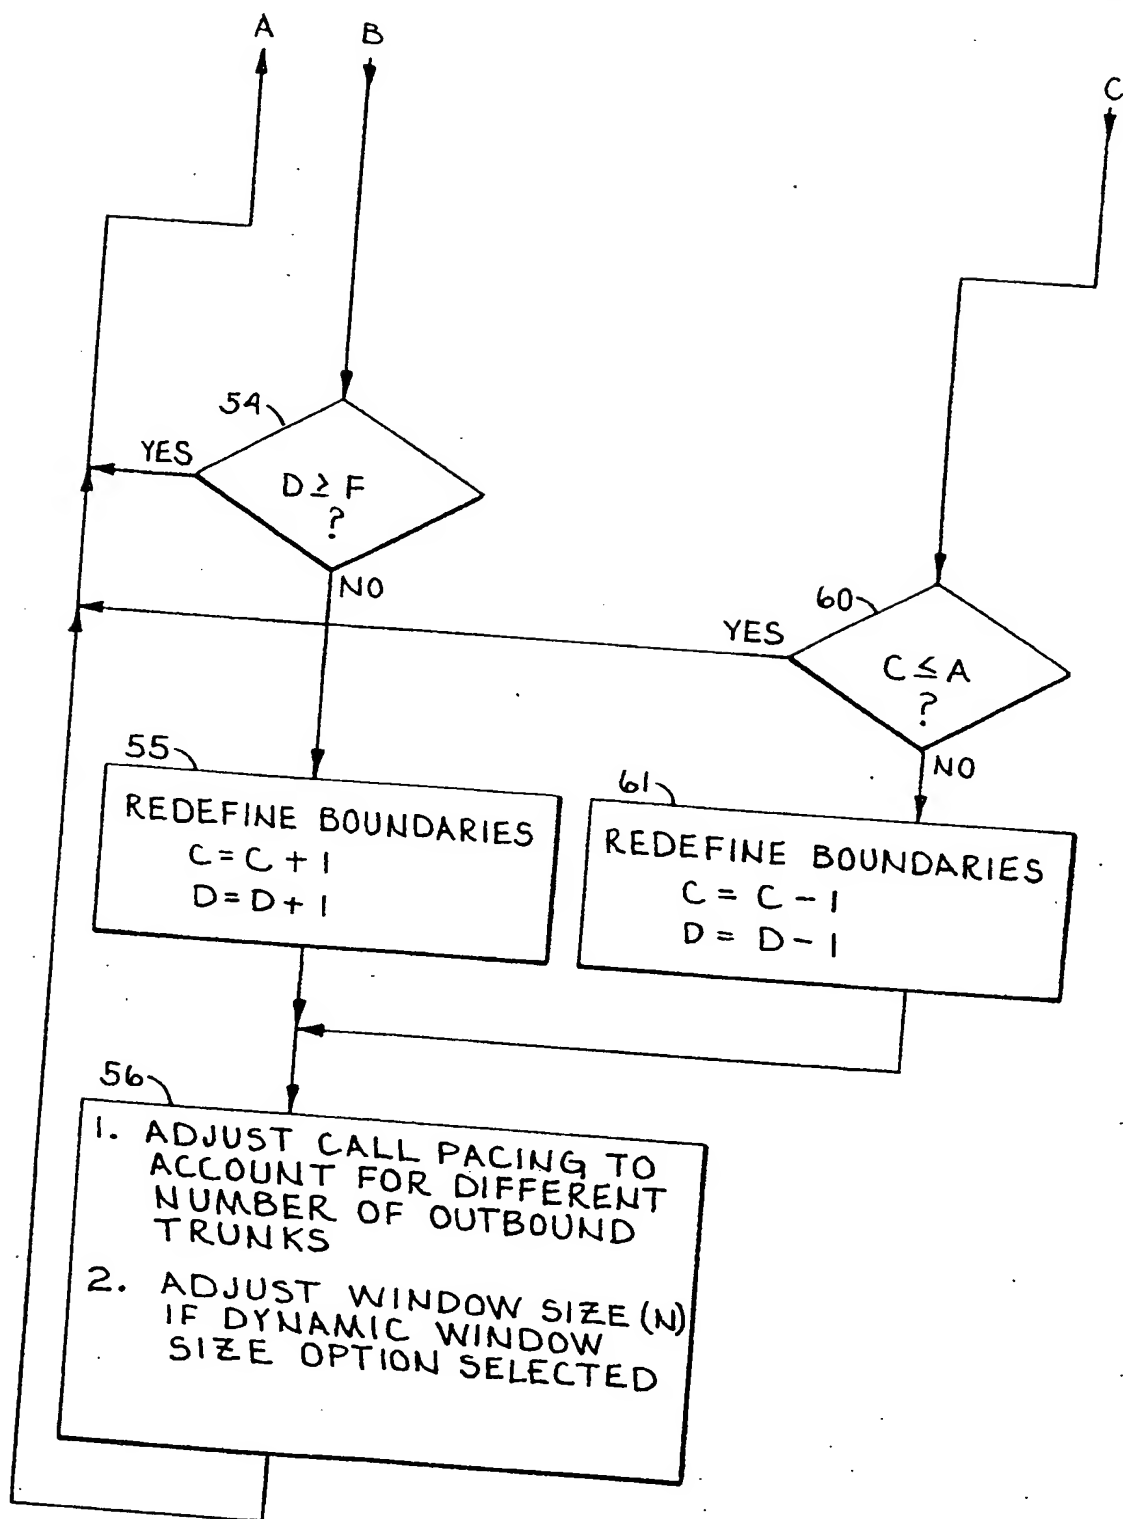 A
B
C
54
YES
D ≥ F
?
NO
60
YES
C ≤ A
?
NO
55
REDEFINE BOUNDARIES
C = C + 1
D = D + 1
61
REDEFINE BOUNDARIES
C = C - 1
D = D - 1
56
1. ADJUST CALL PACING TO
ACCOUNT FOR DIFFERENT
NUMBER OF OUTBOUND
TRUNKS
2. ADJUST WINDOW SIZE (N)
IF DYNAMIC WINDOW
SIZE OPTION SELECTED